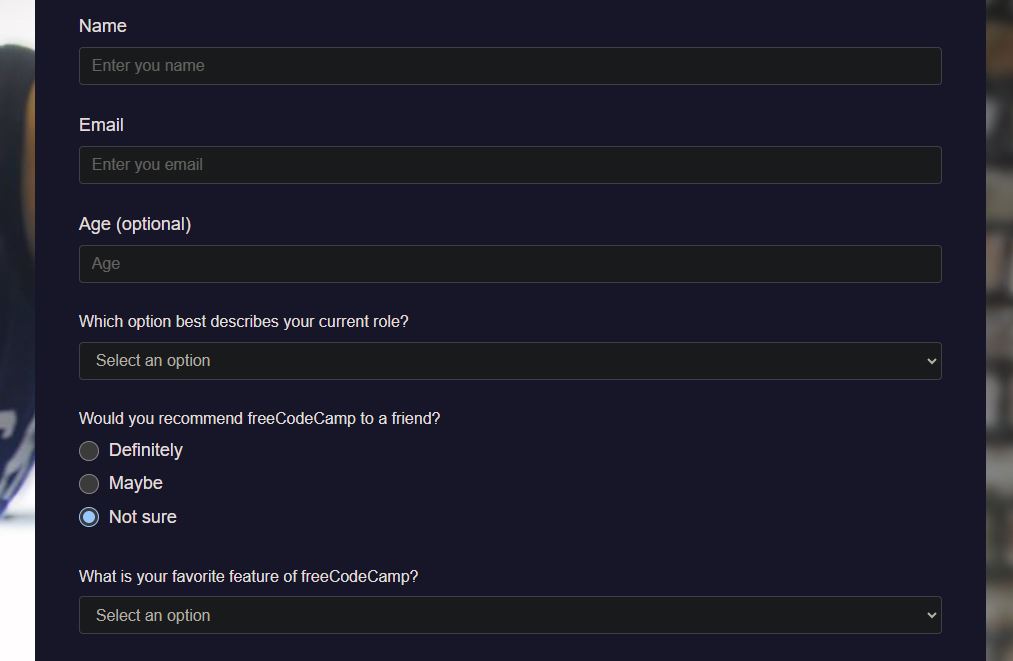 Name
Enter you name
Email
Enter you email
Age (optional)
Age
Which option best describes your current role?
Select an option
Would you recommend freeCodeCamp to a friend?
Definitely
Maybe
Not sure
What is your favorite feature of freeCodeCamp?
Select an option